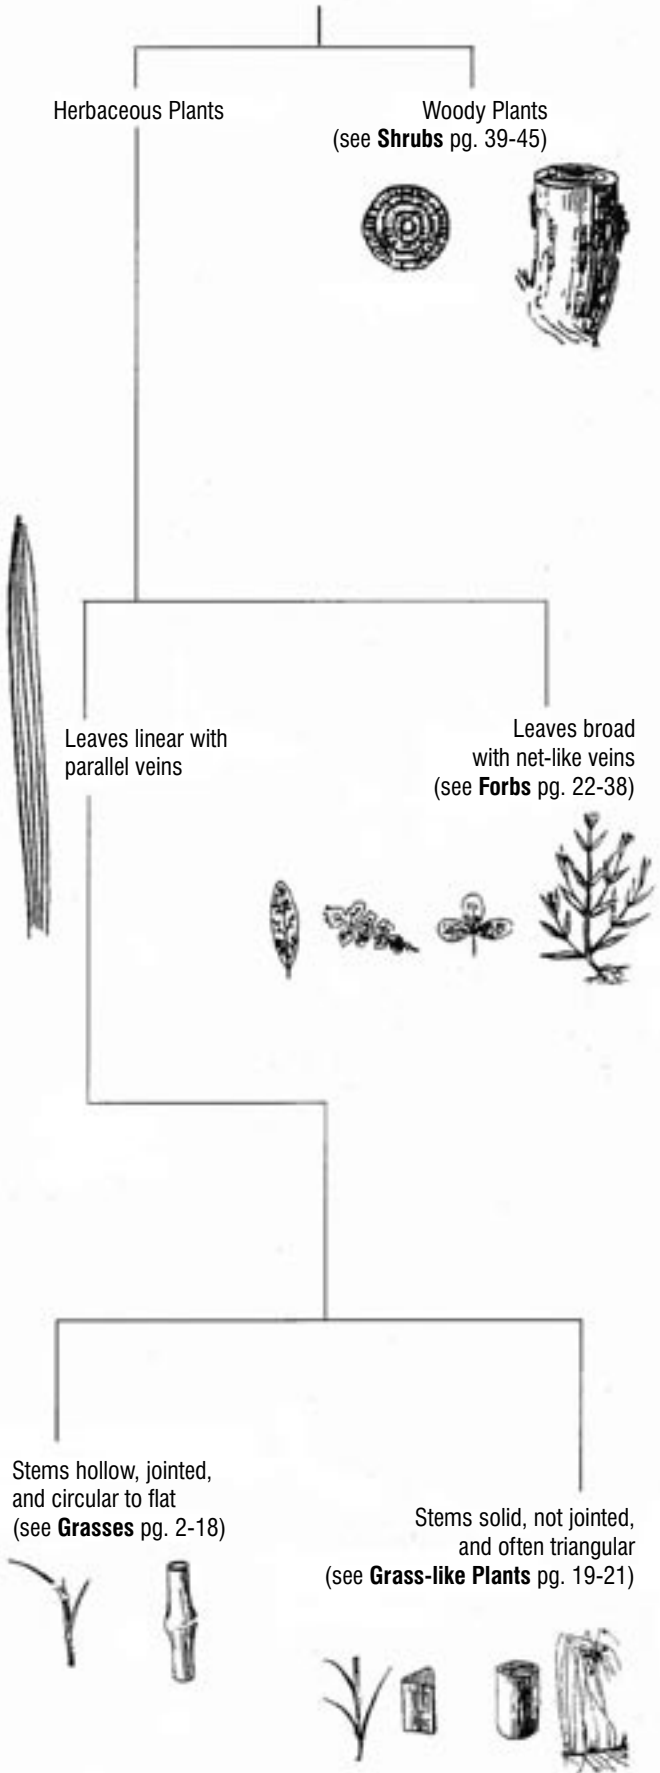 Herbaceous Plants
Woody Plants
(see Shrubs pg. 39-45)
Leaves linear with
parallel veins
Leaves broad
with net-like veins
(see Forbs pg. 22-38)
Stems hollow, jointed,
and circular to flat
(see Grasses pg. 2-18)
Stems solid, not jointed,
and often triangular
(see Grass-like Plants pg. 19-21)